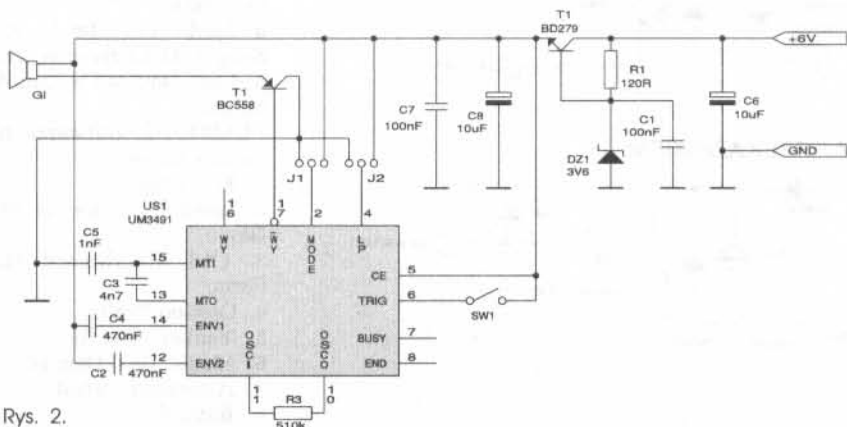 T1
BD279
+6V
R1
120R
GI
T1
BC558
C7
100nF
C8
10uF
C1
100nF
C6
10uF
GND
DZ1
3V6
J1
J2
US1
UM3491
16
17
2
4
C5
1nF
WY
WY
MODE
LP
15
MTI
CE
5
C3
4n7
13
MTO
TRIG
6
SW1
C4
14
ENV1
470nF
BUSY
7
C2
470nF
12
ENV2
OSCI
OSCO
END
8
11
10
R3
510k
Rys. 2.